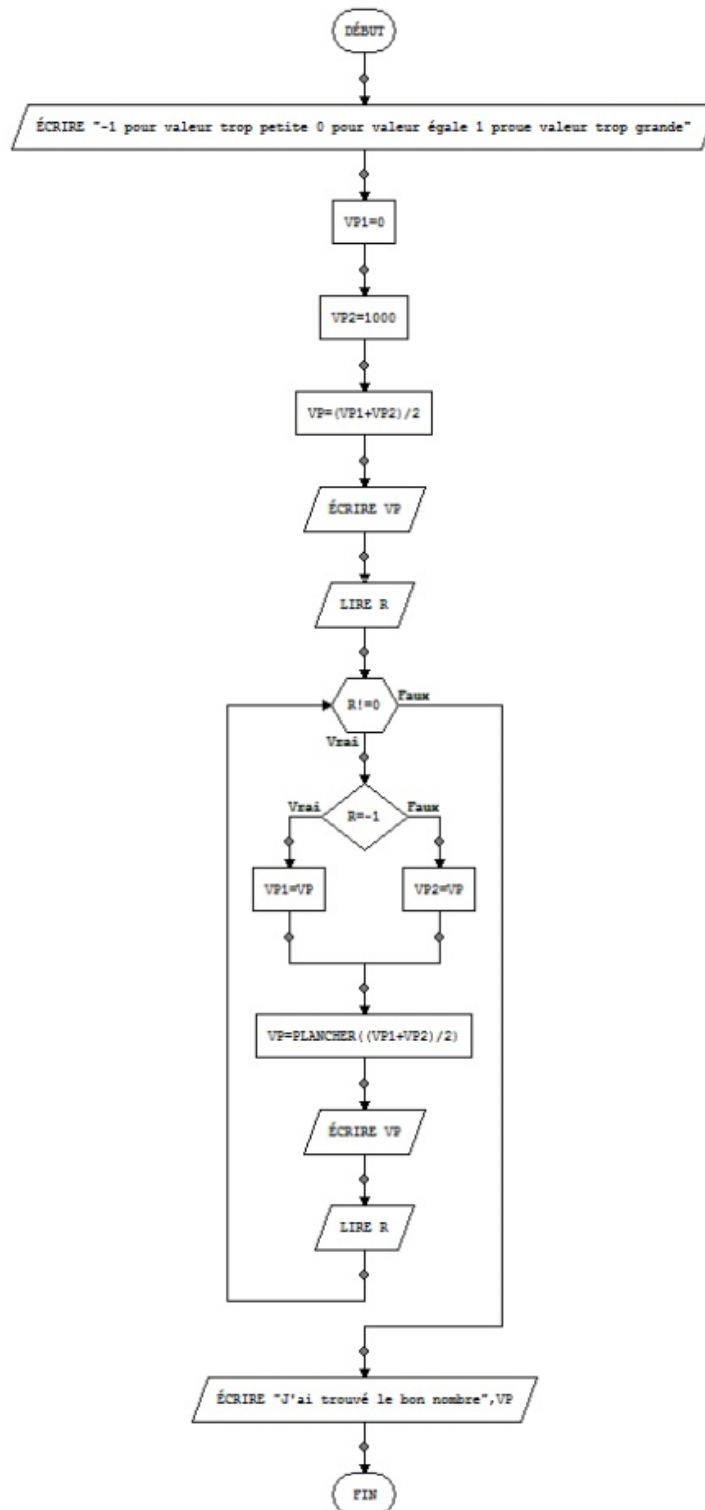 DÉBUT
ÉCRIRE "-1 pour valeur trop petite 0 pour valeur égale 1 proue valeur trop grande"
VP1=0
VP2=1000
VP=(VP1+VP2)/2
ÉCRIRE VP
LIRE R
R!=0
Faux
Vrai
Vrai
R=-1
Faux
VP1=VP
VP2=VP
VP=PLANCHER((VP1+VP2)/2)
ÉCRIRE VP
LIRE R
ÉCRIRE "J'ai trouvé le bon nombre",VP
FIN